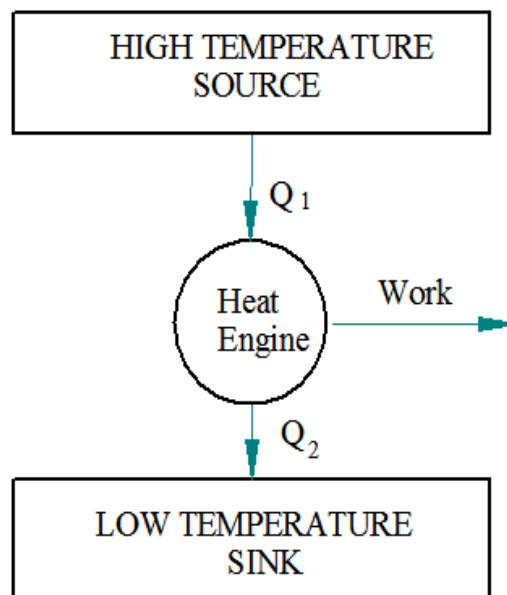 HIGH TEMPERATURE
SOURCE
Q1
Heat
Engine
Work
Q2
LOW TEMPERATURE
SINK